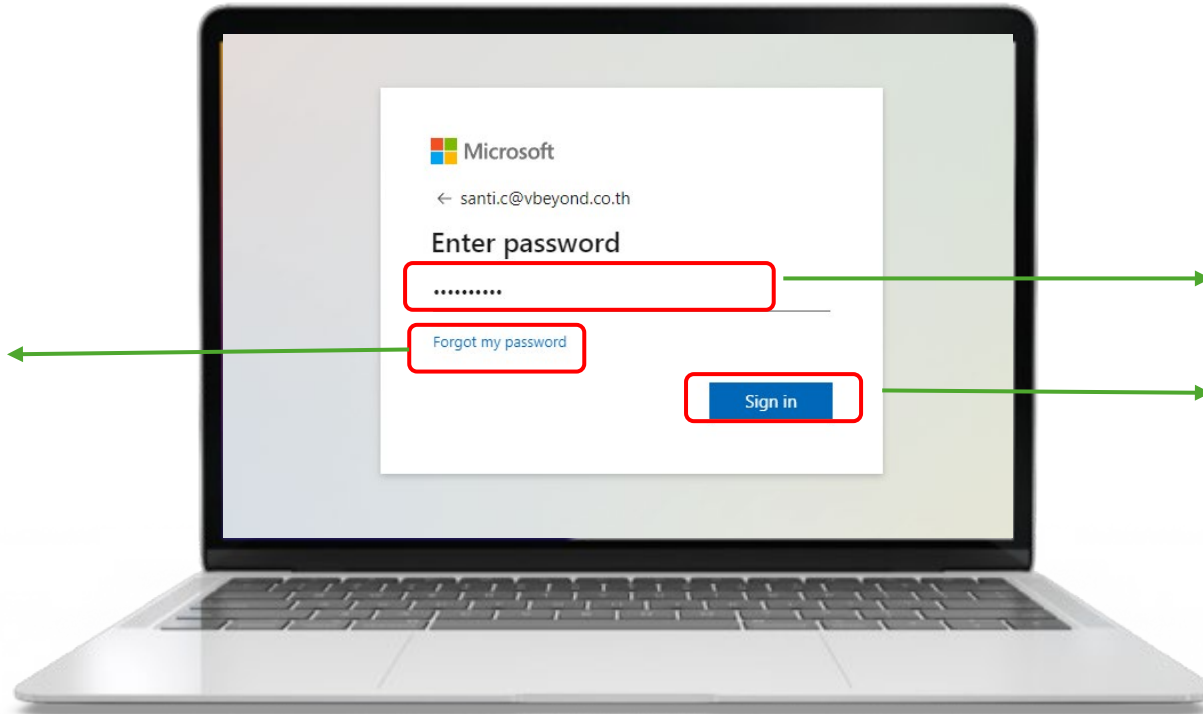 Microsoft
← santi.c@vbeyond.co.th
Enter password
••••••••••
Forgot my password
Sign in